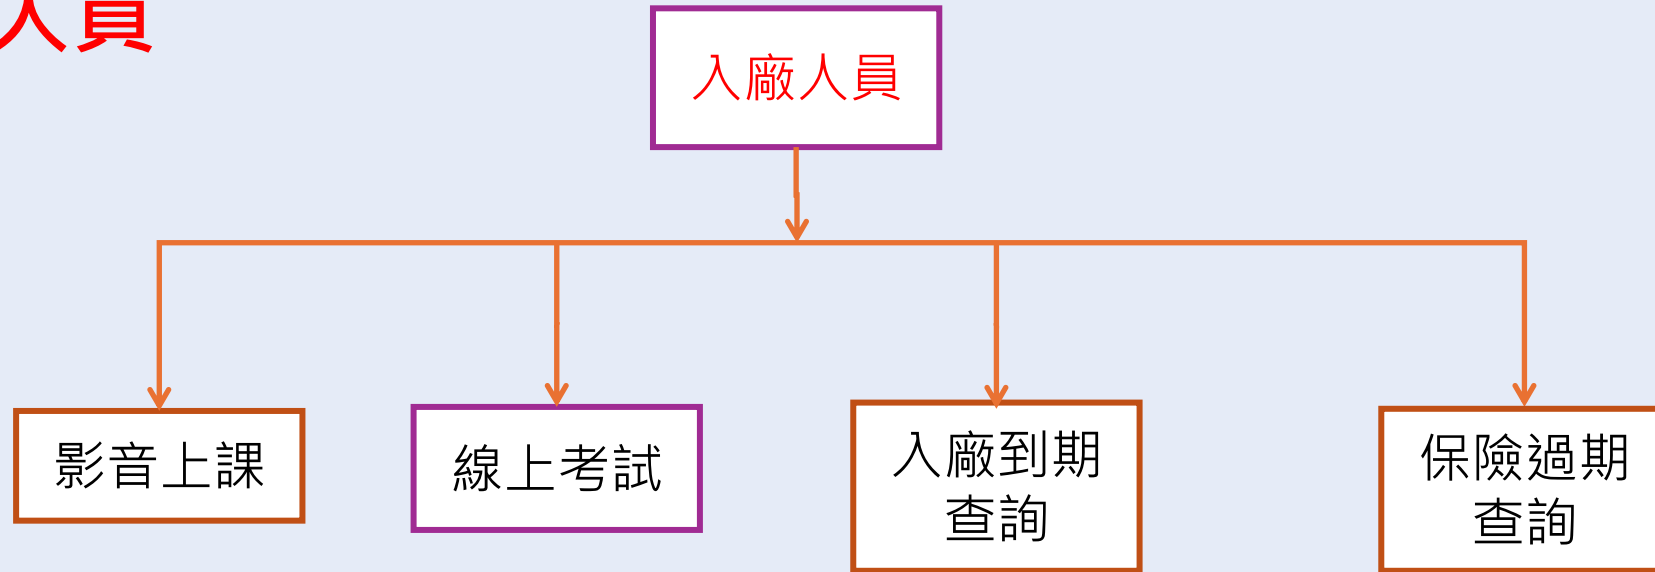 人員
入廠人員
影音上課
線上考試
入廠到期
查詢
保險過期
查詢